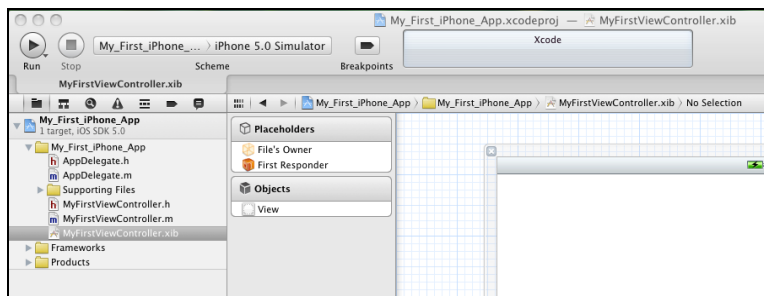 My_First_iPhone_App.xcodeproj — MyFirstViewController.xib
My_First_iPhone_... iPhone 5.0 Simulator
Xcode
Run Stop Scheme Breakpoints
MyFirstViewController.xib
My_First_iPhone_App My_First_iPhone_App MyFirstViewController.xib No Selection
My_First_iPhone_App
1 target, iOS SDK 5.0
My_First_iPhone_App
h AppDelegate.h
m AppDelegate.m
Supporting Files
h MyFirstViewController.h
m MyFirstViewController.m
MyFirstViewController.xib
Frameworks
Products
Placeholders
File's Owner
First Responder
Objects
View